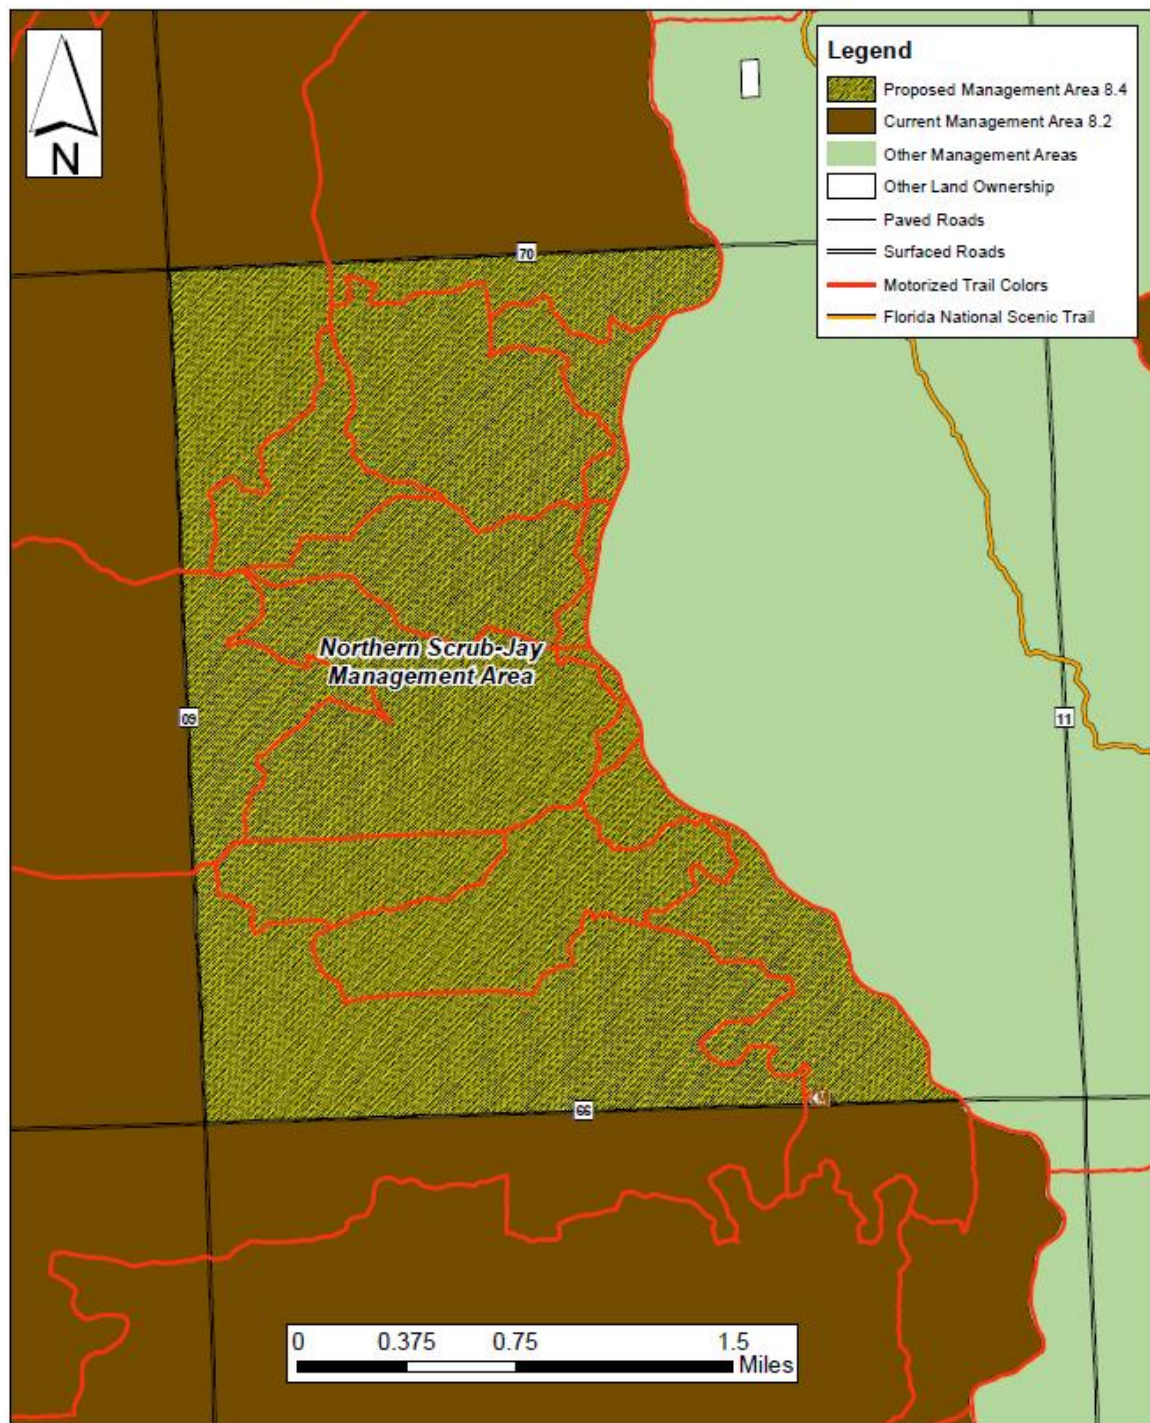 N
Legend
Proposed Management Area 8.4
Current Management Area 8.2
Other Management Areas
Other Land Ownership
Paved Roads
Surfaced Roads
Motorized Trail Colors
Florida National Scenic Trail
70
Northern Scrub-Jay
Management Area
09
11
66
0 0.375 0.75 1.5
Miles